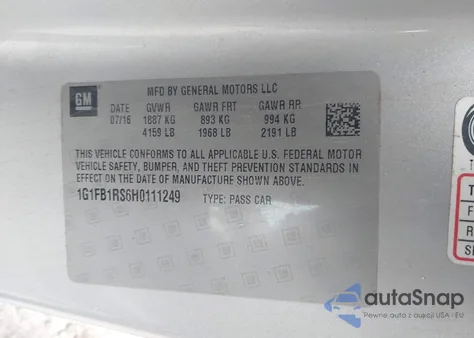 MFD BY GENERAL MOTORS LLC
GM
DATE GVWR GAWR FRT GAWR RR
07/16 1887 KG 893 KG 994 KG
4159 LB 1968 LB 2191 LB
THIS VEHICLE CONFORMS TO ALL APPLICABLE U.S. FEDERAL MOTOR
VEHICLE SAFETY, BUMPER, AND THEFT PREVENTION STANDARDS IN
EFFECT ON THE DATE OF MANUFACTURE SHOWN ABOVE.
1G1FB1RS6H0111249 TYPE: PASS CAR
T
F
R
S
autoSnap
Pewne auta z aukcji USA i EU